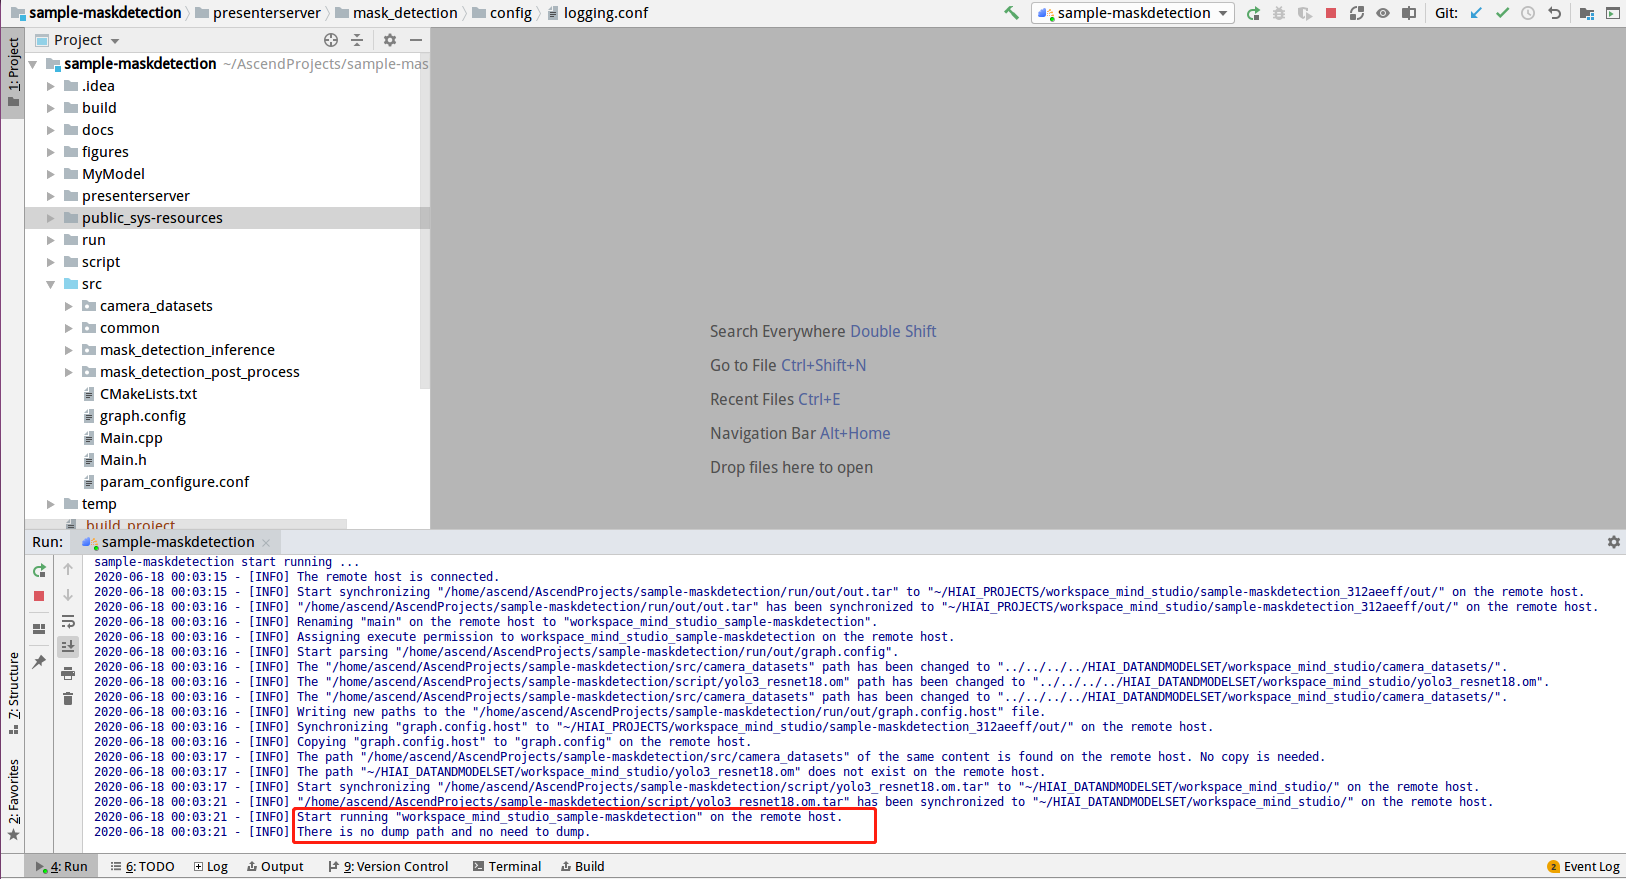 sample-maskdetection presenterserver mask_detection config logging.conf sample-maskdetection Git:
1: Project
Project
sample-maskdetection ~/AscendProjects/sample-mas
.idea
build
docs
figures
MyModel
presenterserver
public_sys-resources
run
script
src
camera_datasets
common
mask_detection_inference
mask_detection_post_process
CMakeLists.txt
graph.config
Main.cpp
Main.h
param_configure.conf
temp
.build_project
Search Everywhere Double Shift
Go to File Ctrl+Shift+N
Recent Files Ctrl+E
Navigation Bar Alt+Home
Drop files here to open
Run: sample-maskdetection
7: Structure
2: Favorites
sample-maskdetection start running ...
2020-06-18 00:03:15 - [INFO] The remote host is connected.
2020-06-18 00:03:15 - [INFO] Start synchronizing "/home/ascend/AscendProjects/sample-maskdetection/run/out/out.tar" to "~/HIAI_PROJECTS/workspace_mind_studio/sample-maskdetection_312aeeff/out/" on the remote host.
2020-06-18 00:03:16 - [INFO] "/home/ascend/AscendProjects/sample-maskdetection/run/out/out.tar" has been synchronized to "~/HIAI_PROJECTS/workspace_mind_studio/sample-maskdetection_312aeeff/out/" on the remote host.
2020-06-18 00:03:16 - [INFO] Renaming "main" on the remote host to "workspace_mind_studio_sample-maskdetection".
2020-06-18 00:03:16 - [INFO] Assigning execute permission to workspace_mind_studio_sample-maskdetection on the remote host.
2020-06-18 00:03:16 - [INFO] Start parsing "/home/ascend/AscendProjects/sample-maskdetection/run/out/graph.config".
2020-06-18 00:03:16 - [INFO] The "/home/ascend/AscendProjects/sample-maskdetection/src/camera_datasets" path has been changed to "../../../../HIAI_DATANDMODELSET/workspace_mind_studio/camera_datasets/".
2020-06-18 00:03:16 - [INFO] The "/home/ascend/AscendProjects/sample-maskdetection/script/yolo3_resnet18.om" path has been changed to "../../../../HIAI_DATANDMODELSET/workspace_mind_studio/yolo3_resnet18.om".
2020-06-18 00:03:16 - [INFO] The "/home/ascend/AscendProjects/sample-maskdetection/src/camera_datasets" path has been changed to "../../../../HIAI_DATANDMODELSET/workspace_mind_studio/camera_datasets/".
2020-06-18 00:03:16 - [INFO] Writing new paths to the "/home/ascend/AscendProjects/sample-maskdetection/run/out/graph.config.host" file.
2020-06-18 00:03:16 - [INFO] Synchronizing "graph.config.host" to "~/HIAI_PROJECTS/workspace_mind_studio/sample-maskdetection_312aeeff/out/" on the remote host.
2020-06-18 00:03:16 - [INFO] Copying "graph.config.host" to "graph.config" on the remote host.
2020-06-18 00:03:17 - [INFO] The path "/home/ascend/AscendProjects/sample-maskdetection/src/camera_datasets" of the same content is found on the remote host. No copy is needed.
2020-06-18 00:03:17 - [INFO] The path "~/HIAI_DATANDMODELSET/workspace_mind_studio/yolo3_resnet18.om" does not exist on the remote host.
2020-06-18 00:03:17 - [INFO] Start synchronizing "/home/ascend/AscendProjects/sample-maskdetection/script/yolo3_resnet18.om.tar" to "~/HIAI_DATANDMODELSET/workspace_mind_studio/" on the remote host.
2020-06-18 00:03:21 - [INFO] "/home/ascend/AscendProjects/sample-maskdetection/script/yolo3_resnet18.om.tar" has been synchronized to "~/HIAI_DATANDMODELSET/workspace_mind_studio/" on the remote host.
2020-06-18 00:03:21 - [INFO] Start running "workspace_mind_studio_sample-maskdetection" on the remote host.
2020-06-18 00:03:21 - [INFO] There is no dump path and no need to dump.
4: Run 6: TODO Log Output 9: Version Control Terminal Build 2 Event Log